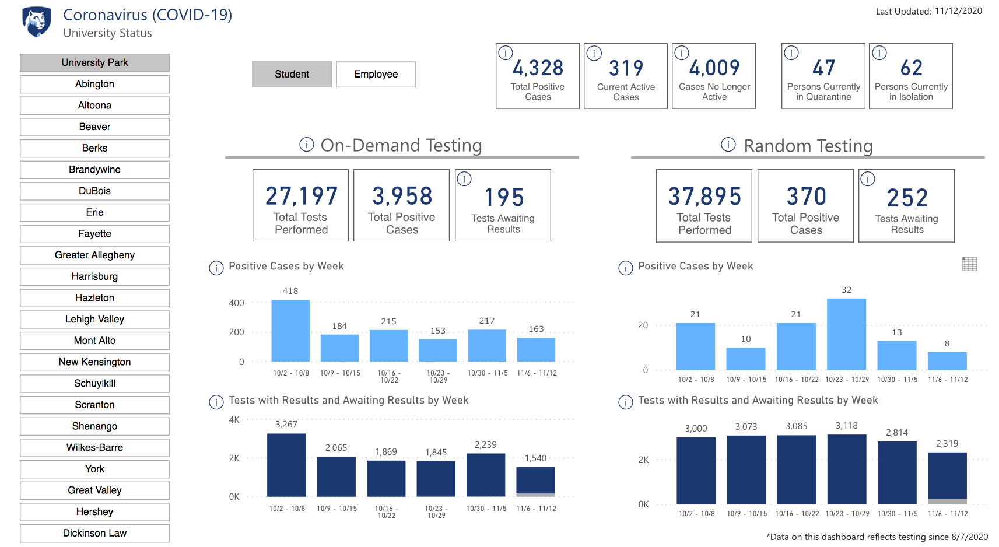 Coronavirus (COVID-19)
University Status
Last Updated: 11/12/2020
University Park
Abington
Altoona
Beaver
Berks
Brandywine
DuBois
Erie
Fayette
Greater Allegheny
Harrisburg
Hazleton
Lehigh Valley
Mont Alto
New Kensington
Schuylkill
Scranton
Shenango
Wilkes-Barre
York
Great Valley
Hershey
Dickinson Law
Student
Employee
i
4,328
Total Positive
Cases
i
319
Current Active
Cases
i
4,009
Cases No Longer
Active
i
47
Persons Currently
in Quarantine
i
62
Persons Currently
in Isolation
i On-Demand Testing
27,197
Total Tests
Performed
3,958
Total Positive
Cases
i
195
Tests Awaiting
Results
i Positive Cases by Week
418
400
184
215
153
217
163
200
0
10/2 - 10/8
10/9 - 10/15
10/16 -
10/22
10/23 -
10/29
10/30 - 11/5
11/6 - 11/12
i Tests with Results and Awaiting Results by Week
4K
3,267
2,065
1,869
1,845
2,239
1,540
2K
0K
10/2 - 10/8
10/9 - 10/15
10/16 -
10/22
10/23 -
10/29
10/30 - 11/5
11/6 - 11/12
i Random Testing
37,895
Total Tests
Performed
370
Total Positive
Cases
i
252
Tests Awaiting
Results
i Positive Cases by Week
21
10
21
32
13
8
20
0
10/2 - 10/8
10/9 - 10/15
10/16 - 10/22
10/23 - 10/29
10/30 - 11/5
11/6 - 11/12
i Tests with Results and Awaiting Results by Week
3,000
3,073
3,085
3,118
2,814
2,319
2K
0K
10/2 - 10/8
10/9 - 10/15
10/16 - 10/22
10/23 - 10/29
10/30 - 11/5
11/6 - 11/12
*Data on this dashboard reflects testing since 8/7/2020